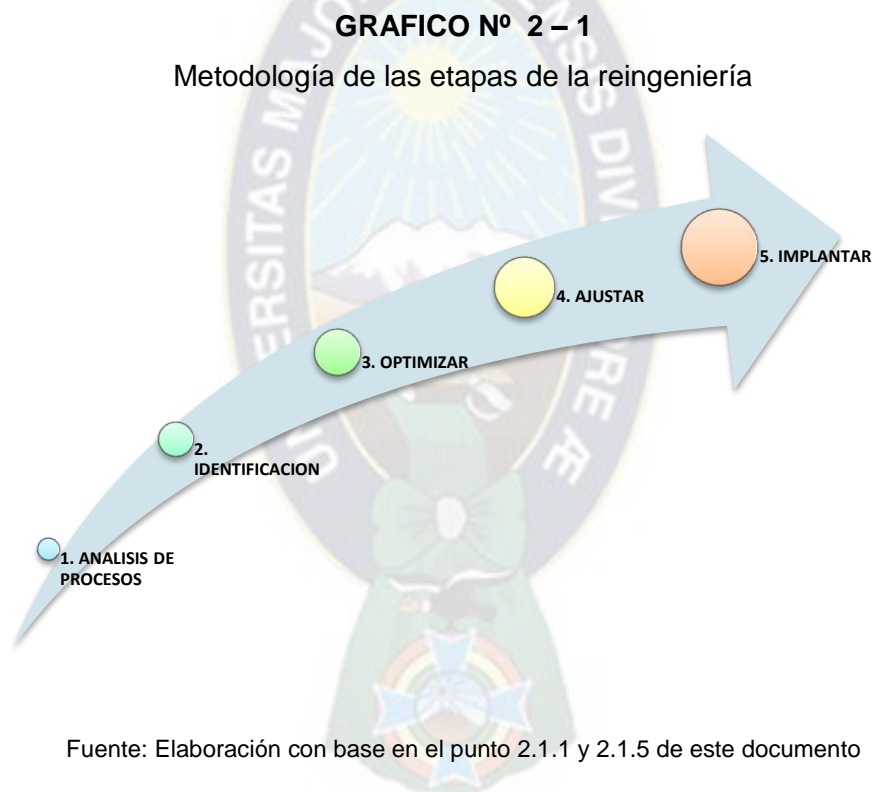 GRAFICO Nº 2 – 1
Metodología de las etapas de la reingeniería
5. IMPLANTAR
4. AJUSTAR
3. OPTIMIZAR
2.
IDENTIFICACION
1. ANALISIS DE
PROCESOS
Fuente: Elaboración con base en el punto 2.1.1 y 2.1.5 de este documento